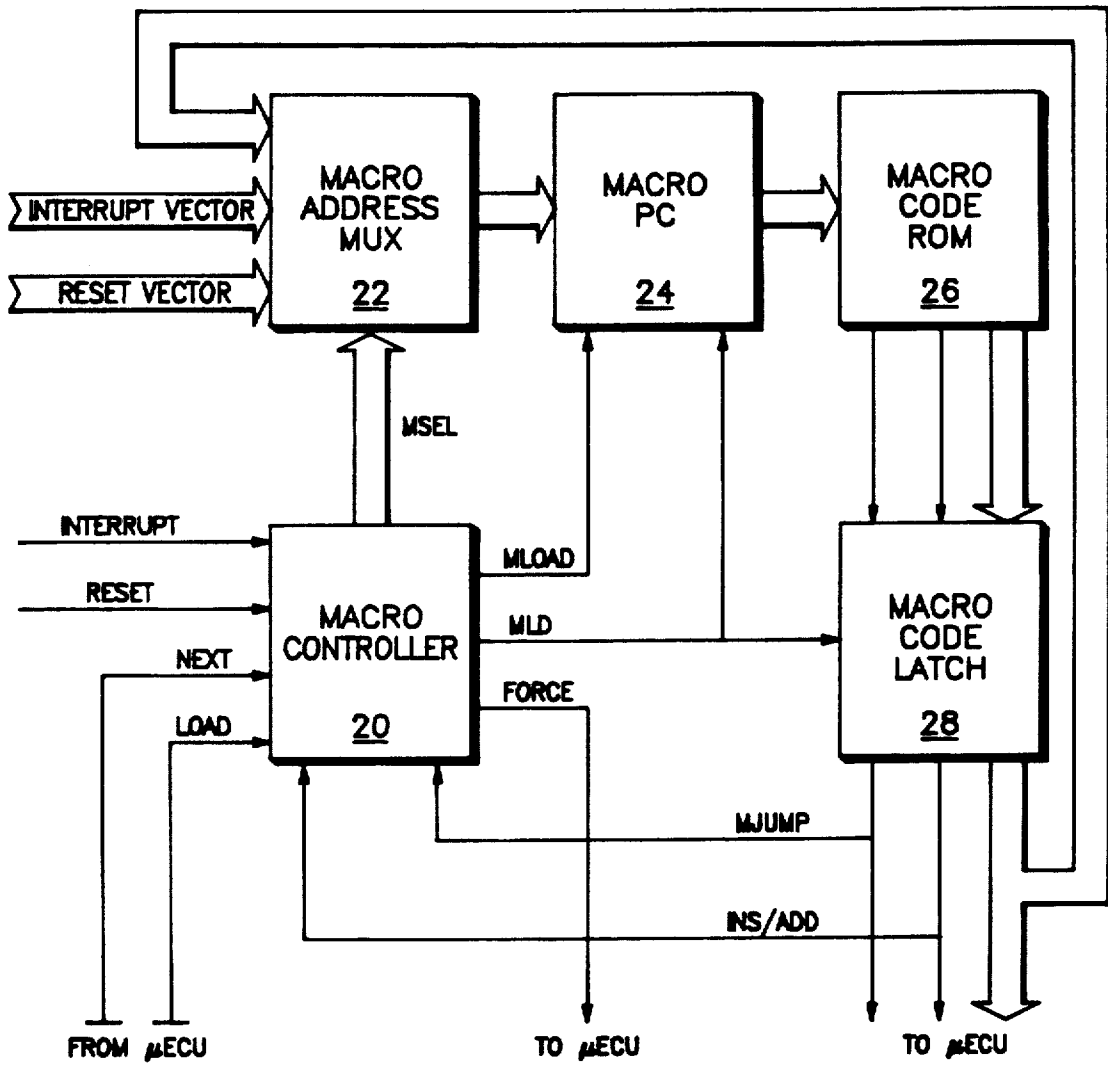 INTERRUPT VECTOR
RESET VECTOR
MACRO
ADDRESS
MUX
22
MACRO
PC
24
MACRO
CODE
ROM
26
MSEL
INTERRUPT
RESET
NEXT
LOAD
MACRO
CONTROLLER
20
MLOAD
MLD
FORCE
MACRO
CODE
LATCH
28
MJUMP
INS/ADD
FROM μECU
TO μECU
TO μECU